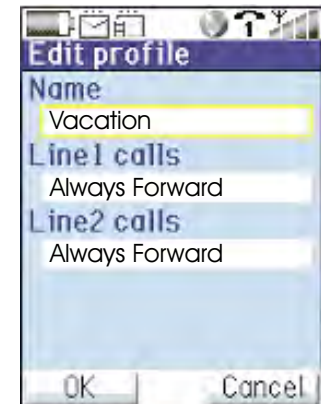 Edit profile
Name
Vacation
Line1 calls
Always Forward
Line2 calls
Always Forward
OK Cancel